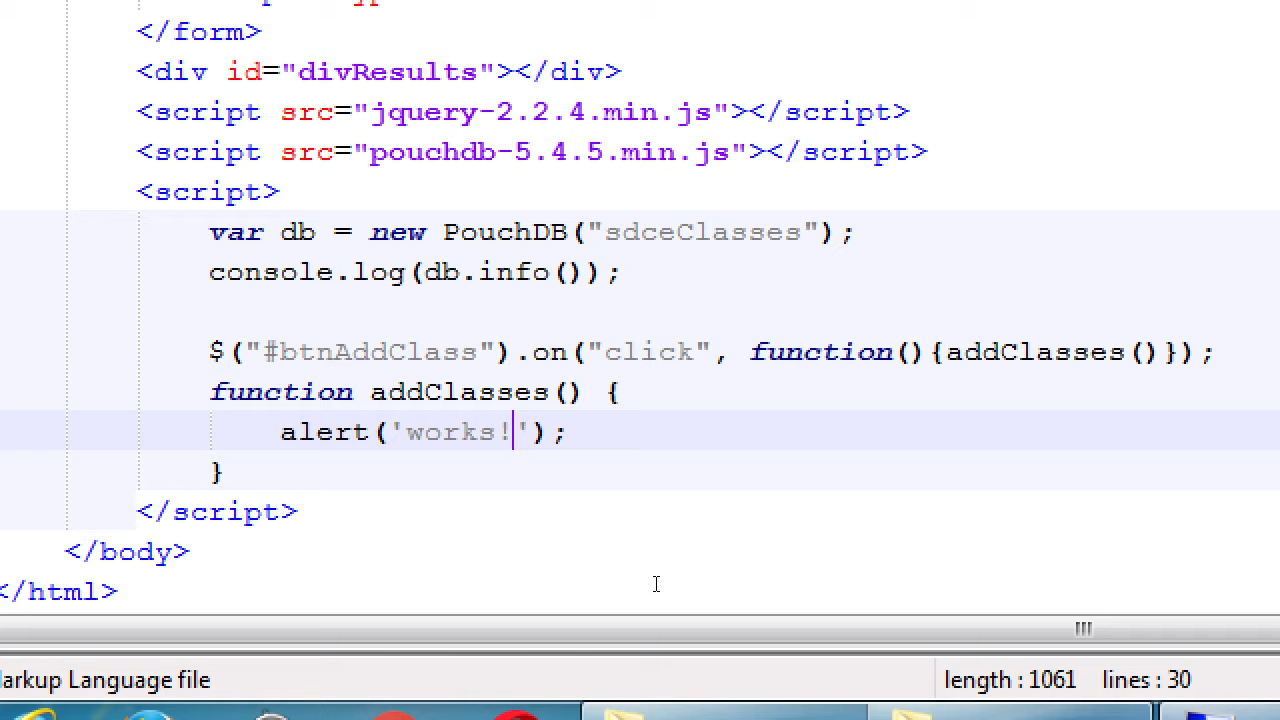 </form>
<div id="divResults"></div>
<script src="jquery-2.2.4.min.js"></script>
<script src="pouchdb-5.4.5.min.js"></script>
<script>
var db = new PouchDB("sdceClasses");
console.log(db.info());
$("#btnAddClass").on("click", function(){addClasses()});
function addClasses() {
alert('works!');
}
</script>
</body>
</html>
arkup Language file
length : 1061 lines : 30